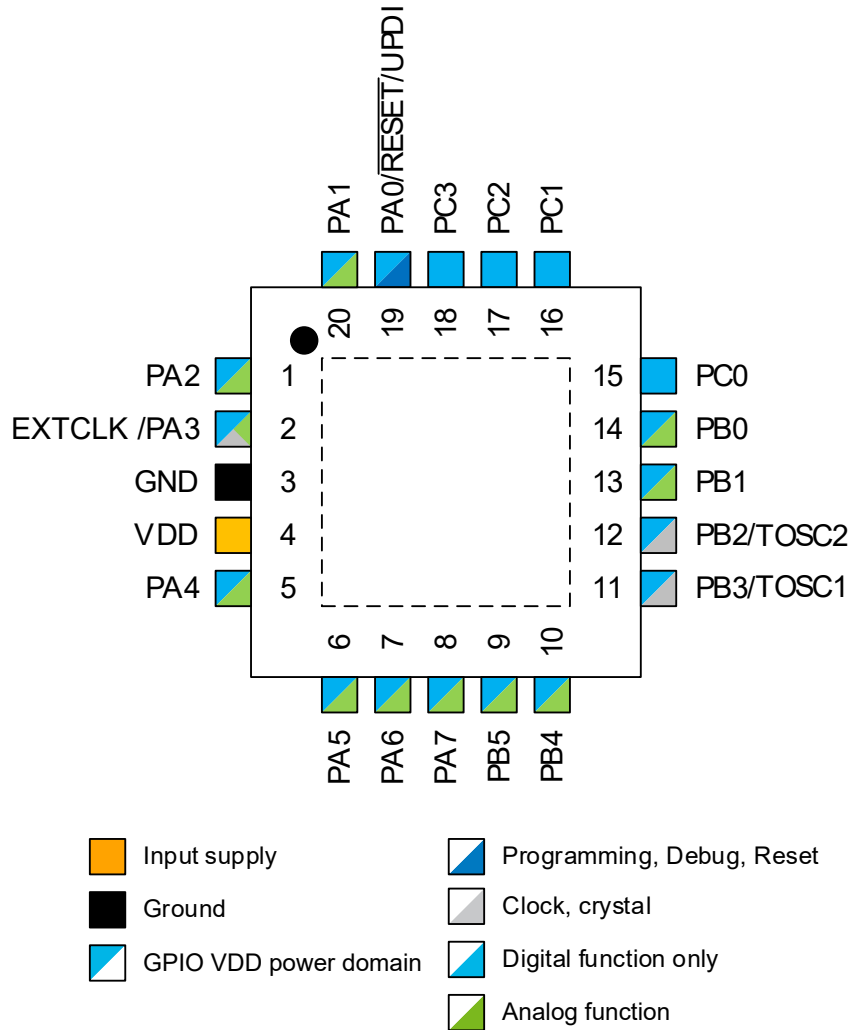 PA0/RESET/UPDI
PA1
PC3
PC2
PC1
20
19
18
17
16
PA2
1
15
PC0
EXTCLK /PA3
2
14
PB0
GND
3
13
PB1
VDD
4
12
PB2/TOSC2
PA4
5
11
PB3/TOSC1
6
7
8
9
10
PA5
PA6
PA7
PB5
PB4
Input supply
Ground
GPIO VDD power domain
Programming, Debug, Reset
Clock, crystal
Digital function only
Analog function